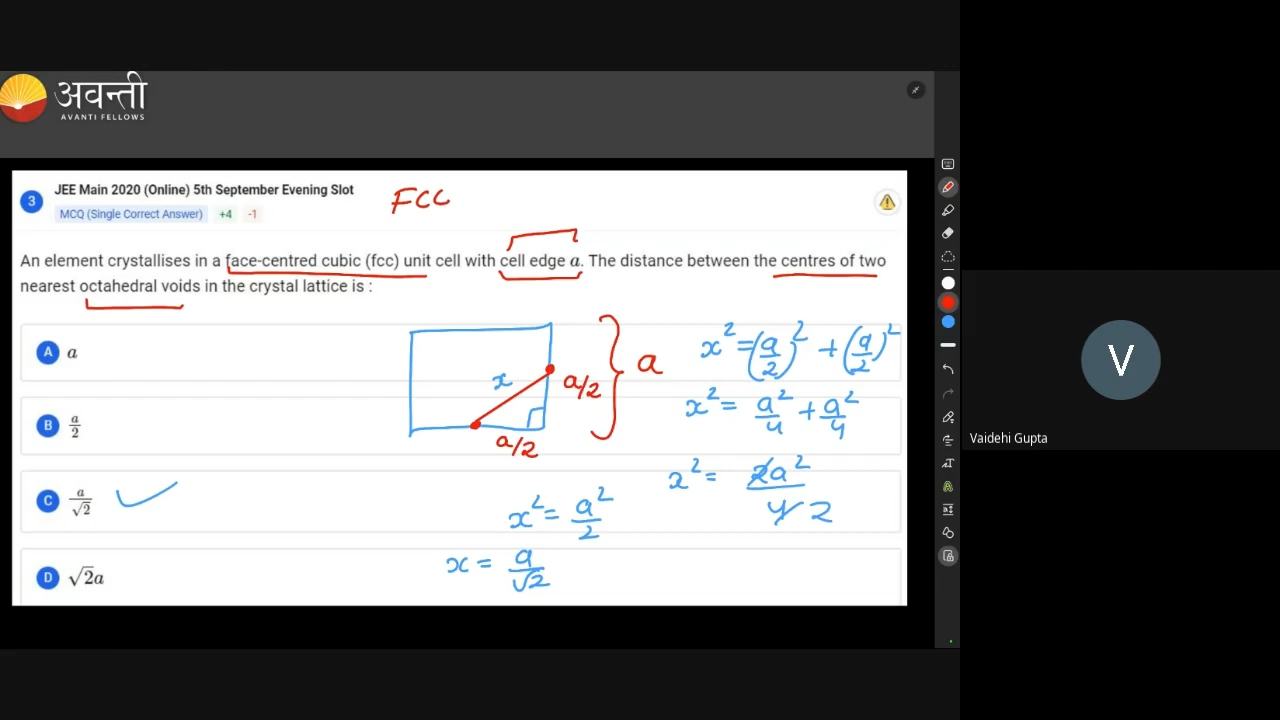 अवन्ती
AVANTI FELLOWS
3
JEE Main 2020 (Online) 5th September Evening Slot
MCQ (Single Correct Answer) +4 -1
FCC
An element crystallises in a face-centred cubic (fcc) unit cell with cell edge a. The distance between the centres of two
nearest octahedral voids in the crystal lattice is :
A a
B a/2
C a/√2
D √2a
x
a/2
a/2
a
x² = (a/2)² + (a/2)²
x² = a²/4 + a²/4
x² = 2a²/4 2
x² = a²/2
x = a/√2
V
Vaidehi Gupta